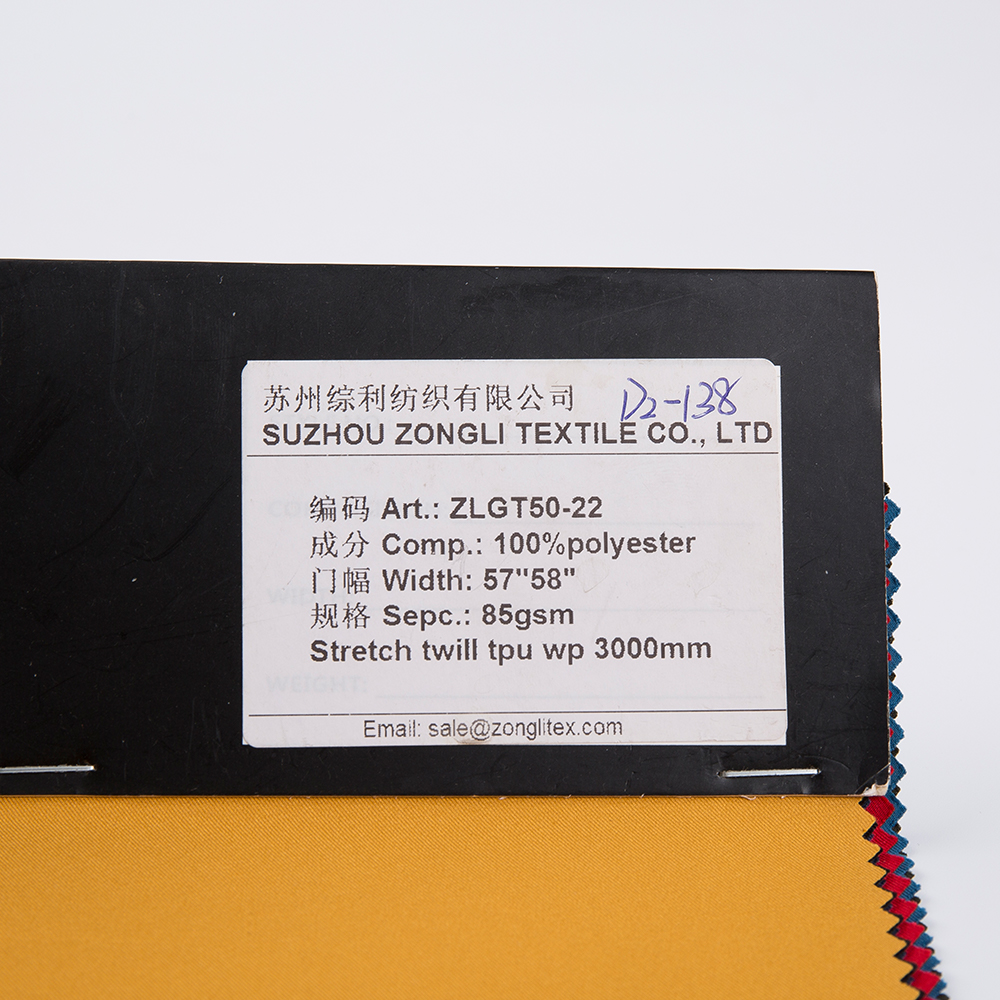 苏州综利纺织有限公司 D2-138
SUZHOU ZONGLI TEXTILE CO., LTD
编码 Art.: ZLGT50-22
成分 Comp.: 100%polyester
门幅 Width: 57"58"
规格 Sepc.: 85gsm
Stretch twill tpu wp 3000mm
WEIGHT:
Email: sale@zonglitex.com